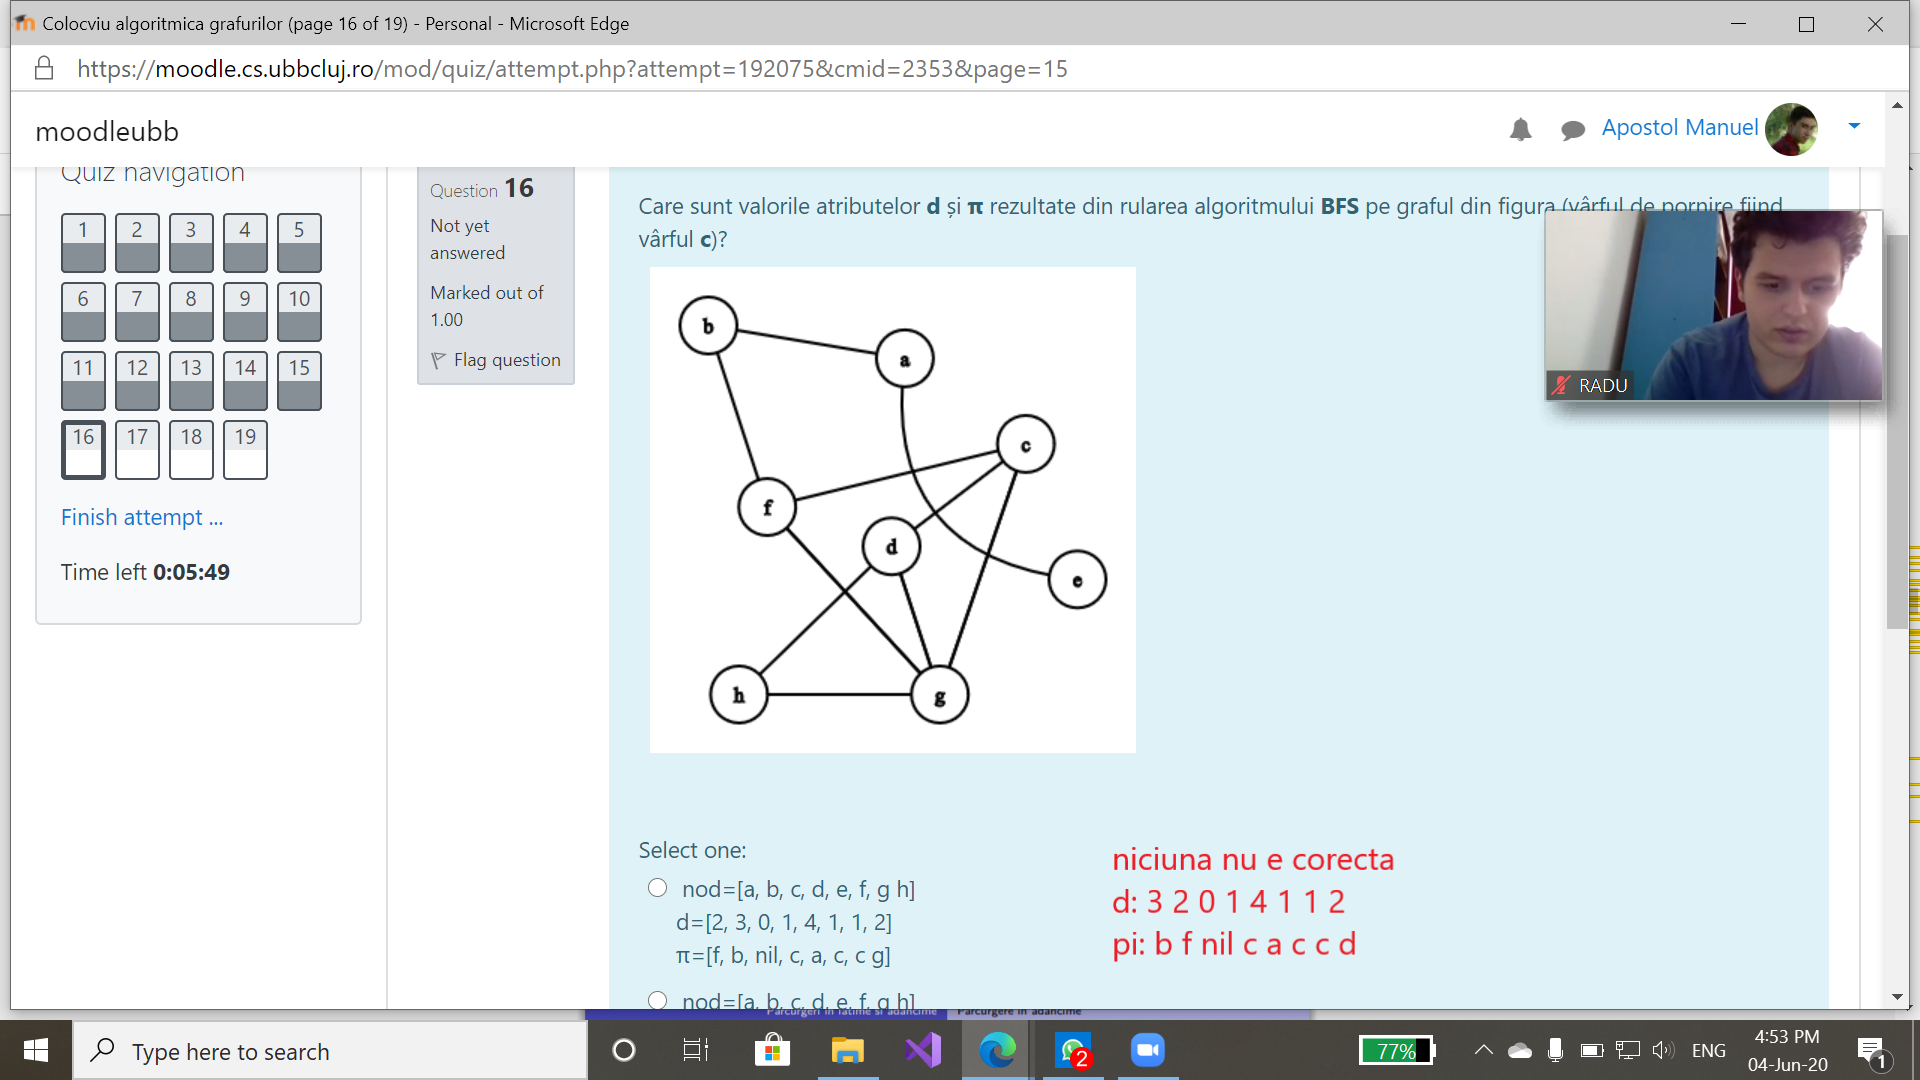 Colocviu algoritmica grafurilor (page 16 of 19) - Personal - Microsoft Edge
https://moodle.cs.ubbcluj.ro/mod/quiz/attempt.php?attempt=192075&cmid=2353&page=15
moodleubb
Apostol Manuel
Quiz navigation
1 2 3 4 5
6 7 8 9 10
11 12 13 14 15
16 17 18 19
Finish attempt ...
Time left 0:05:49
Question 16
Not yet
answered
Marked out of
1.00
Flag question
Care sunt valorile atributelor d și π rezultate din rularea algoritmului BFS pe graful din figura (vârful de pornire fiind
vârful c)?
RADU
b
a
c
f
d
e
h
g
Select one:
nod=[a, b, c, d, e, f, g h]
d=[2, 3, 0, 1, 4, 1, 1, 2]
π=[f, b, nil, c, a, c, c g]
nod=[a, b, c, d, e, f, g h]
niciuna nu e corecta
d: 3 2 0 1 4 1 1 2
pi: b f nil c a c c d
Parcurgeri in latime si adancime
Parcurgere in adancime
Type here to search
2
77%
ENG
4:53 PM
04-Jun-20
1